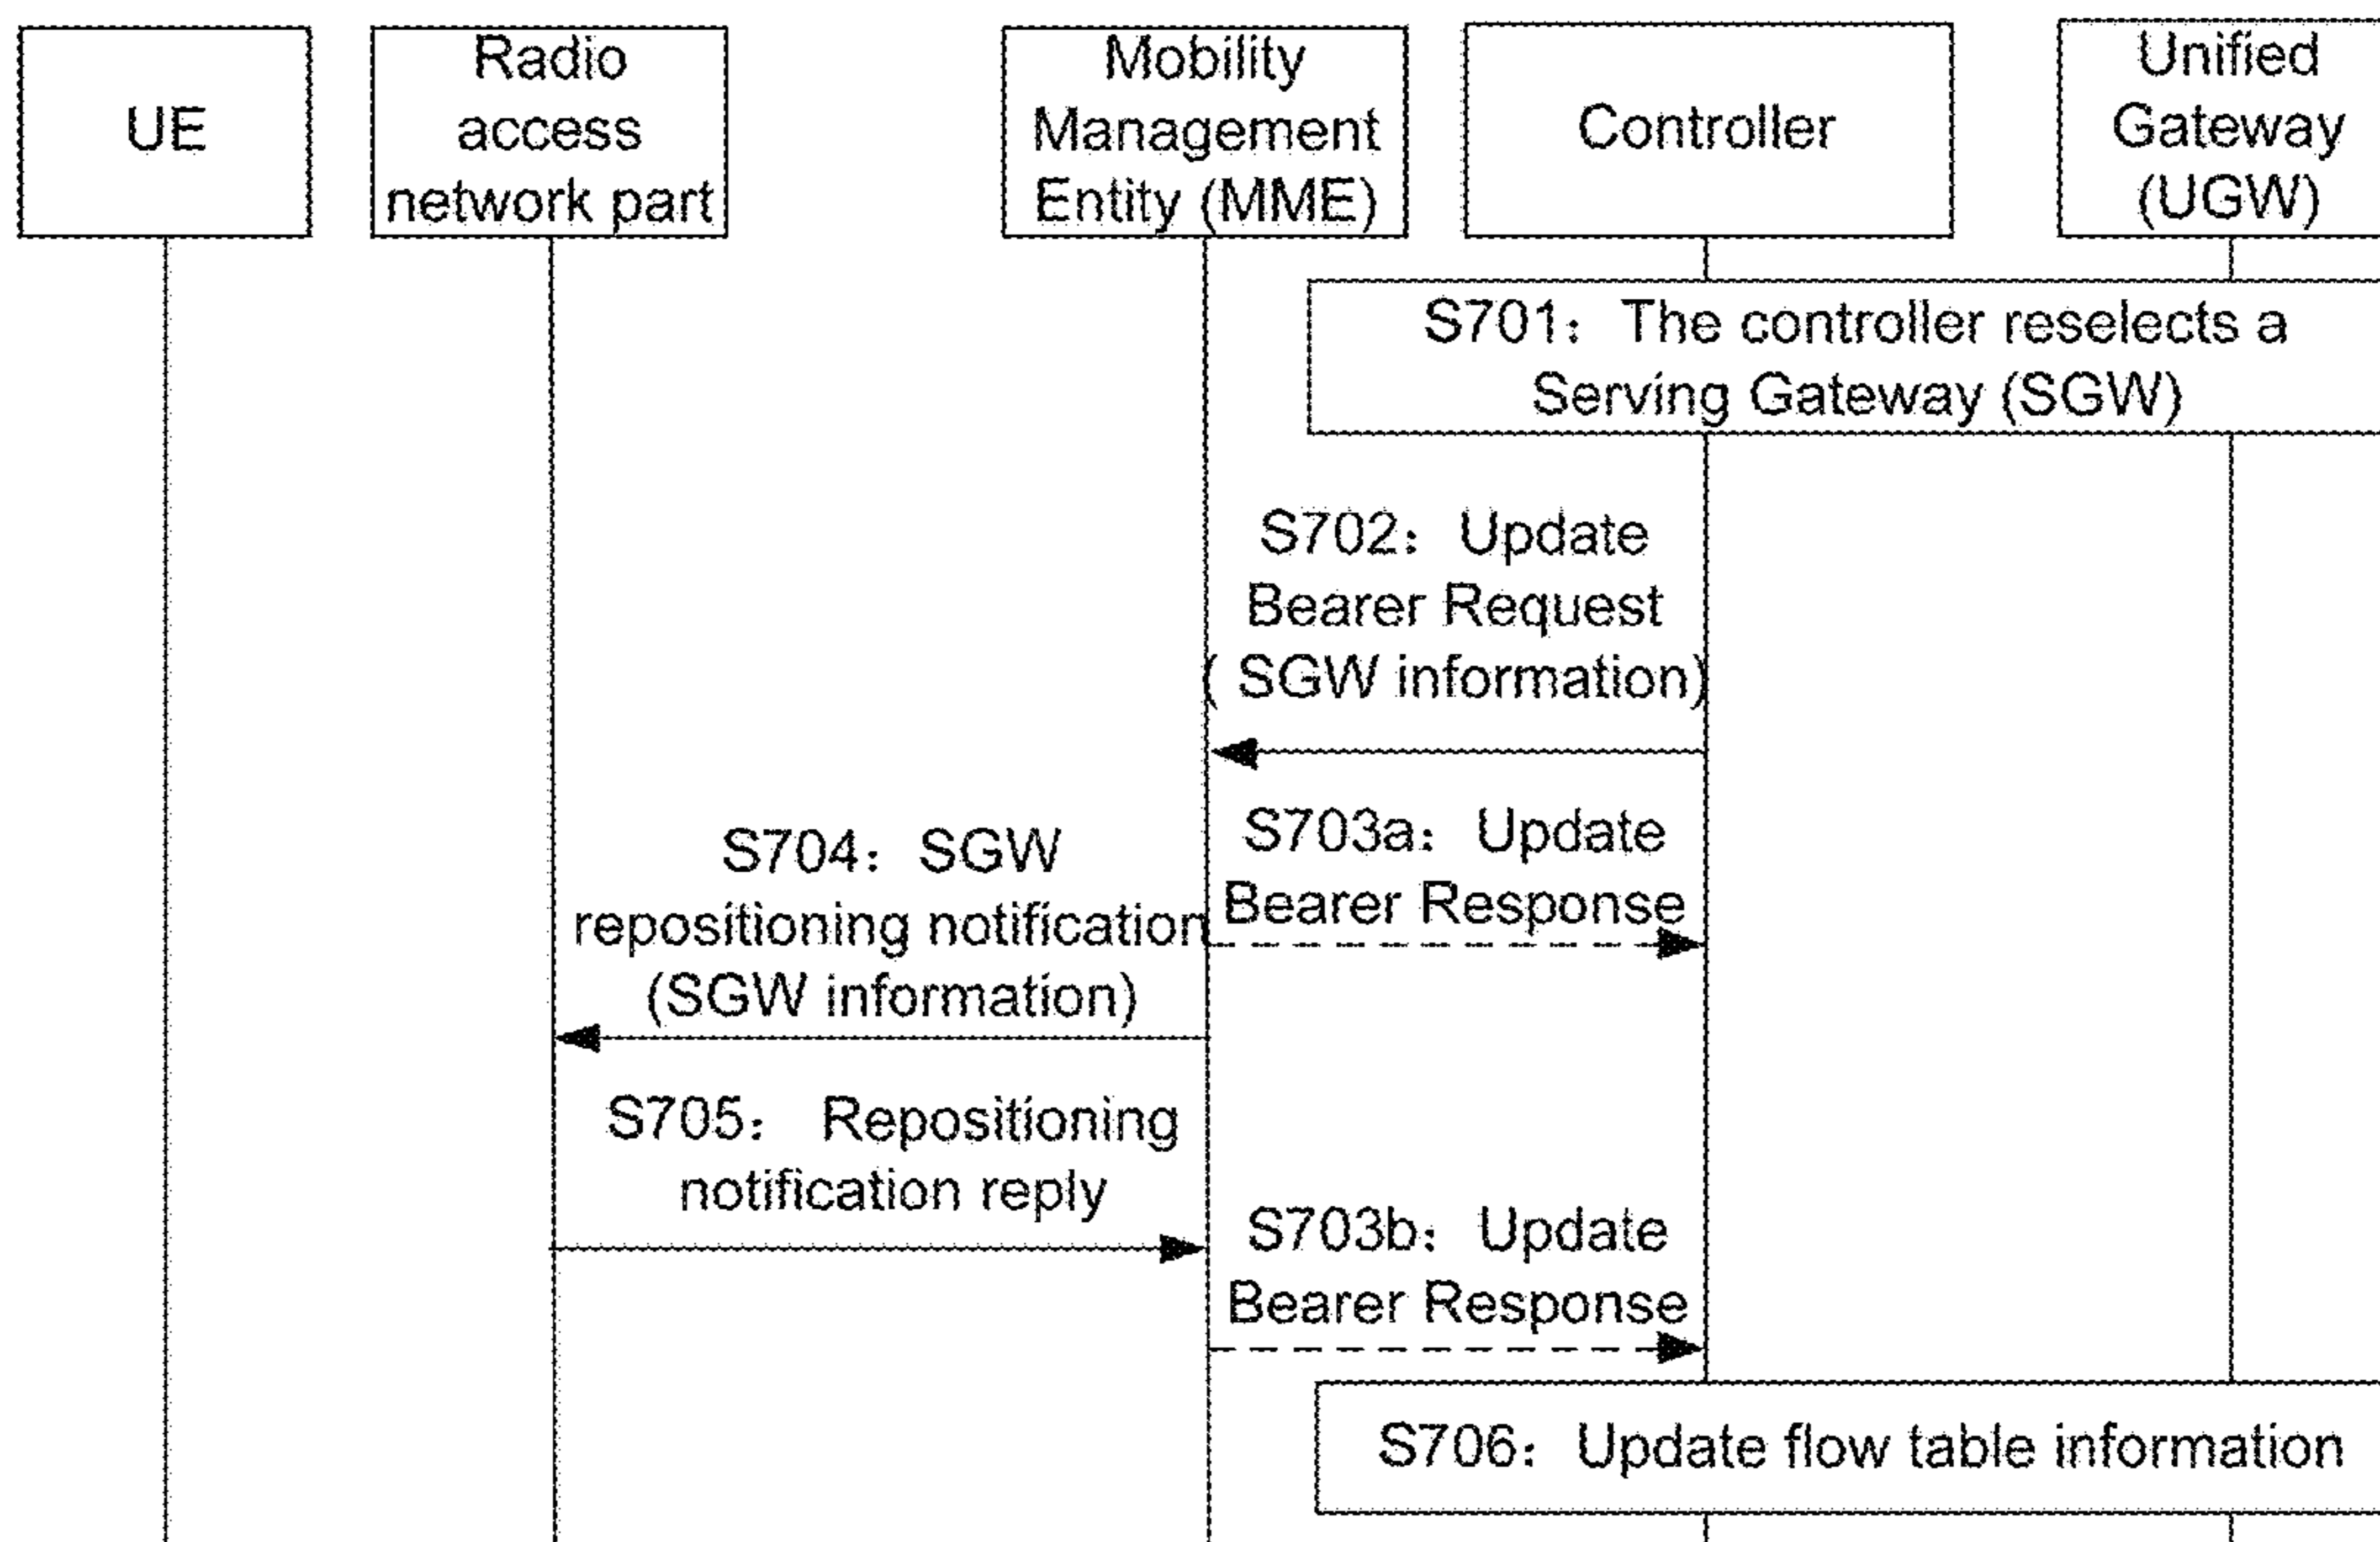 UE
Radio
access
network part
Mobility
Management
Entity (MME)
Controller
Unified
Gateway
(UGW)
S701： The controller reselects a
Serving Gateway (SGW)
S702： Update
Bearer Request
( SGW information)
S703a： Update
Bearer Response
S704： SGW
repositioning notification
(SGW information)
S705： Repositioning
notification reply
S703b： Update
Bearer Response
S706： Update flow table information